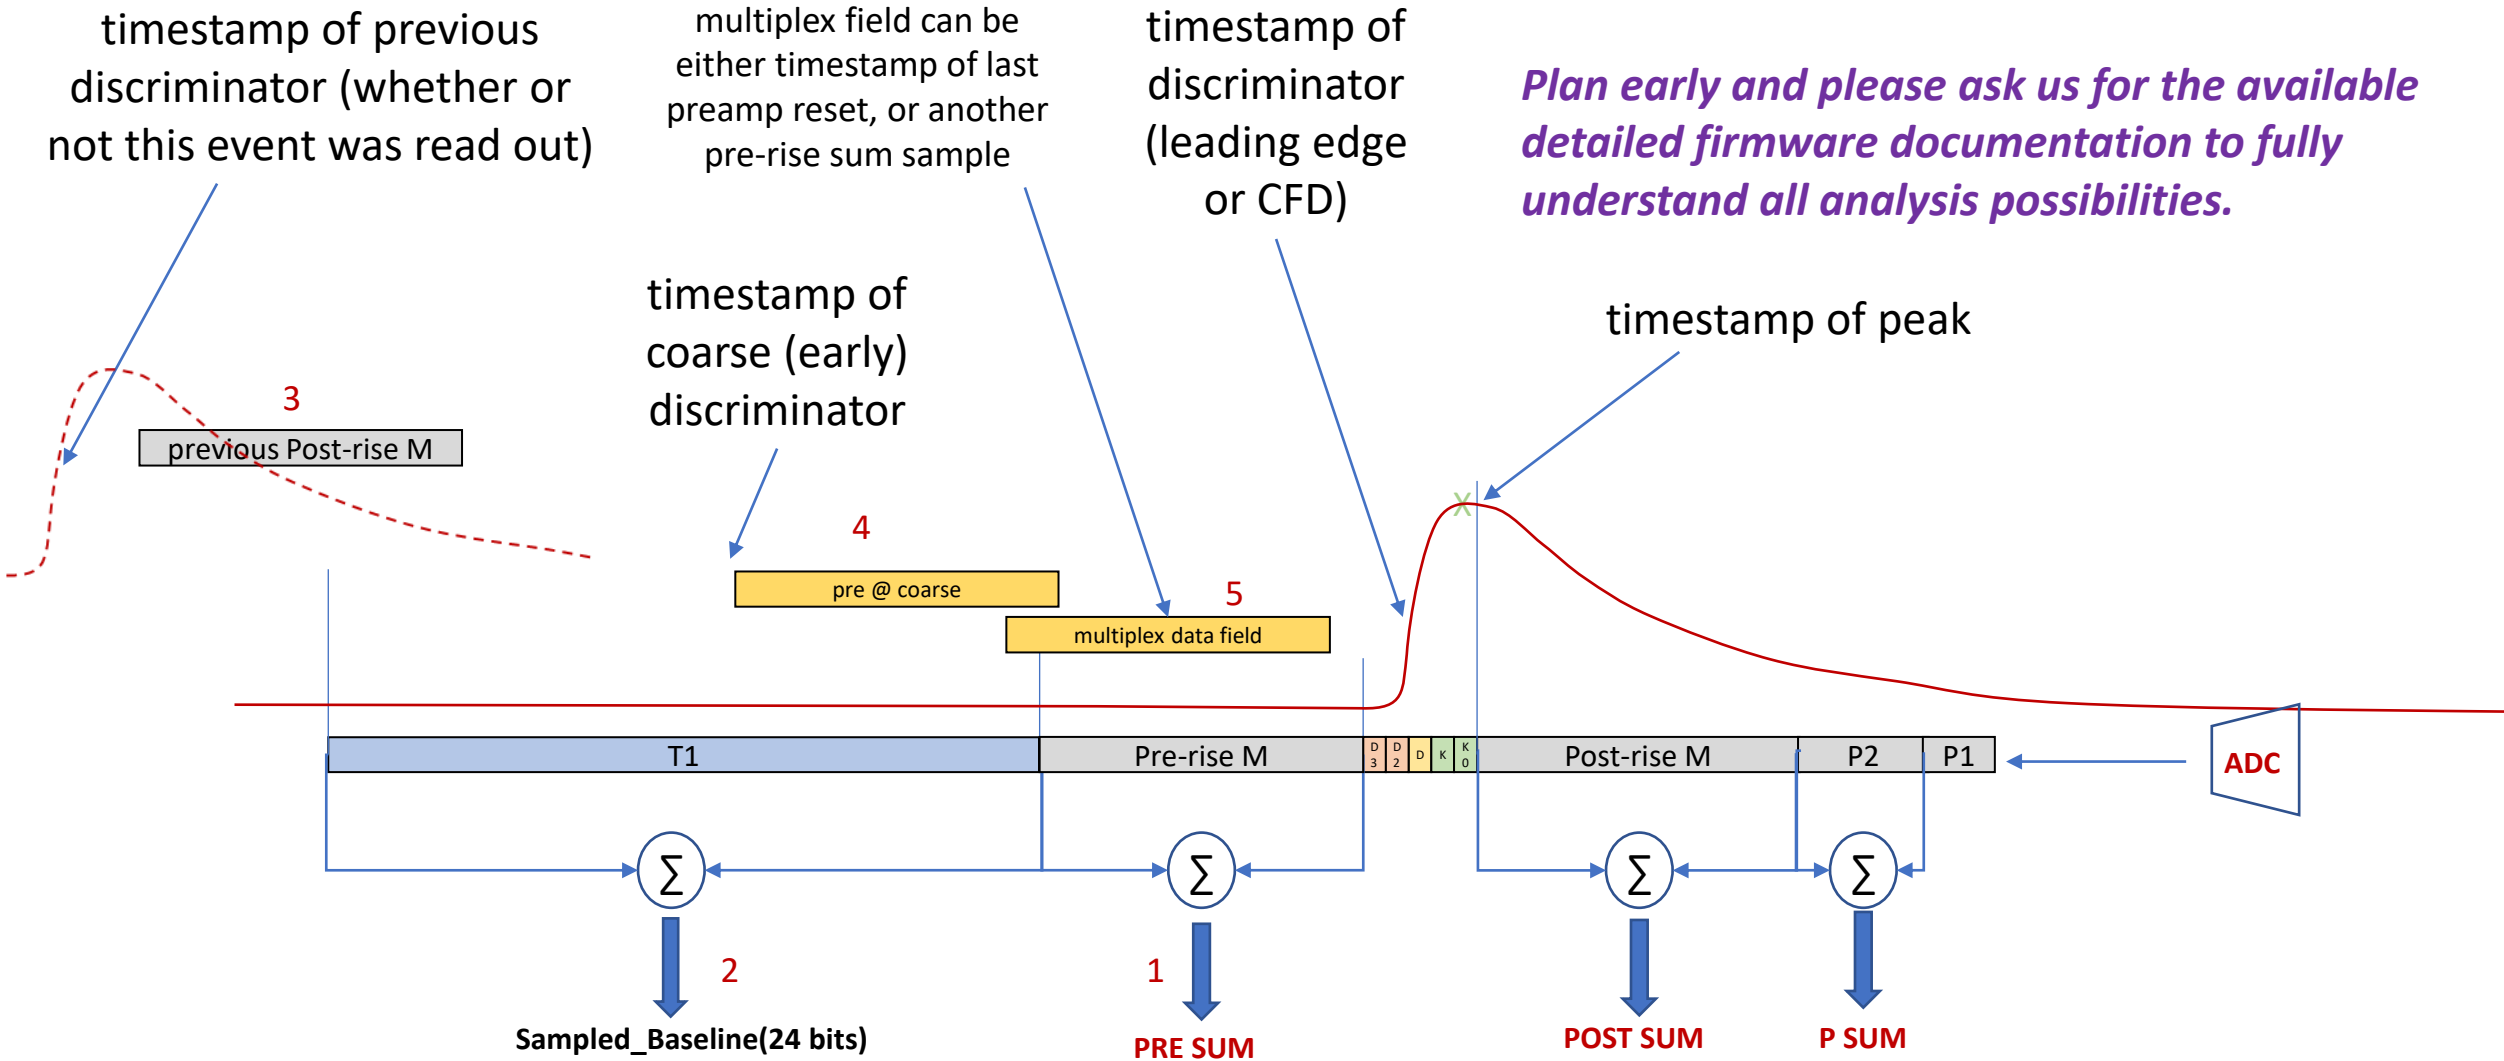 timestamp of previous
discriminator (whether or
not this event was read out)
multiplex field can be
either timestamp of last
preamp reset, or another
pre-rise sum sample
timestamp of
discriminator
(leading edge
or CFD)
Plan early and please ask us for the available
detailed firmware documentation to fully
understand all analysis possibilities.
timestamp of
coarse (early)
discriminator
timestamp of peak
3
previous Post-rise M
4
pre @ coarse
5
multiplex data field
X
T1
Pre-rise M
D3
D2
D
K
K0
Post-rise M
P2
P1
ADC
∑
∑
∑
∑
2
1
Sampled_Baseline(24 bits)
PRE SUM
POST SUM
P SUM